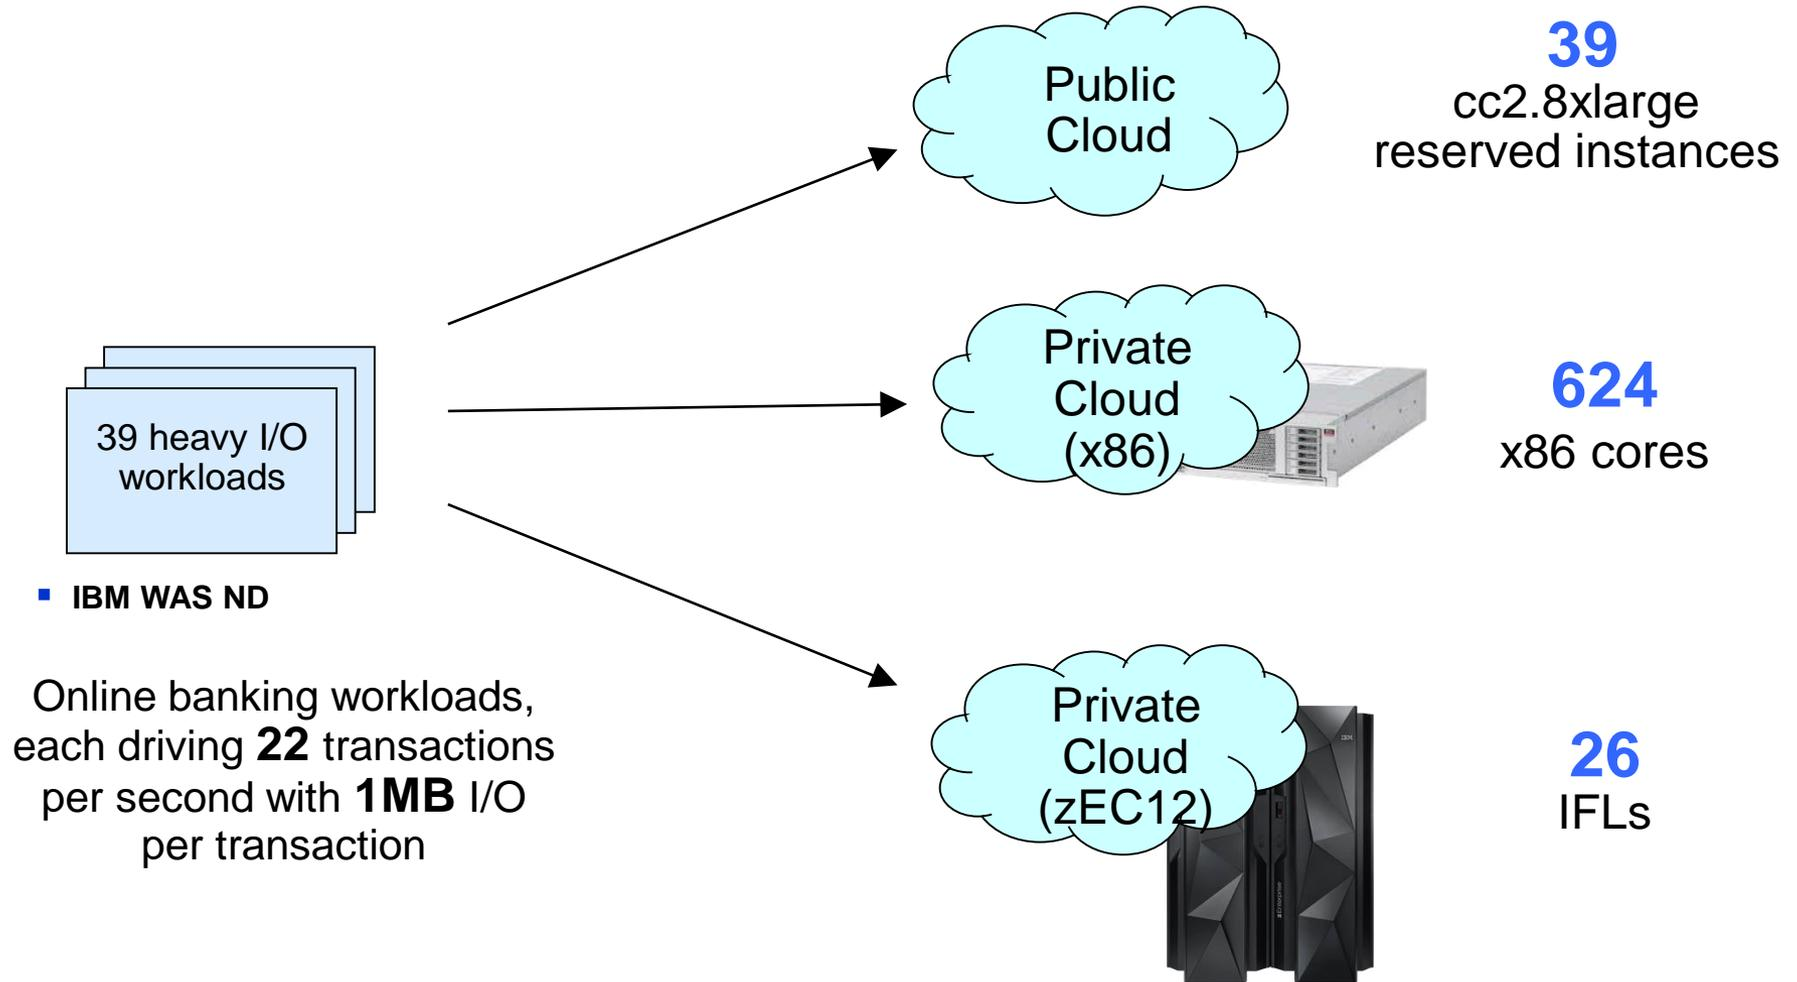 Public
Cloud
39
cc2.8xlarge
reserved instances
39 heavy I/O
workloads
Private
Cloud
(x86)
624
x86 cores
▪ IBM WAS ND
Online banking workloads,
each driving 22 transactions
per second with 1MB I/O
per transaction
Private
Cloud
(zEC12)
IBM
26
IFLs